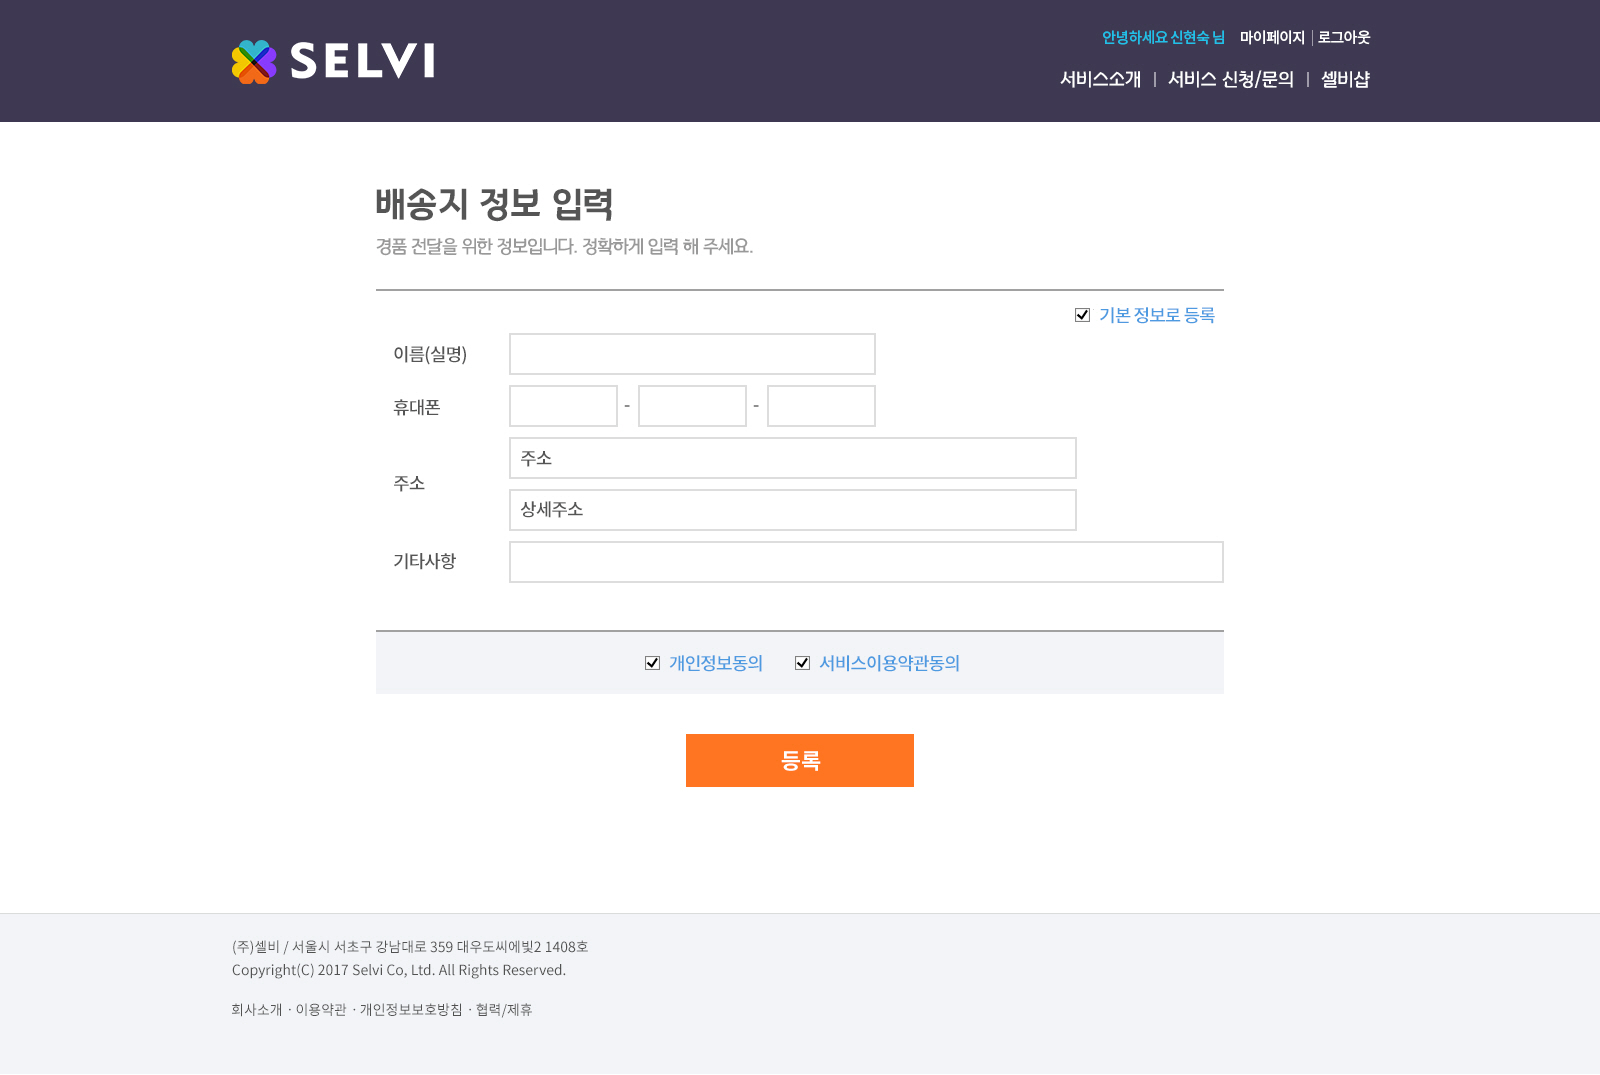 SELVI
안녕하세요 신현숙 님 마이페이지 | 로그아웃
서비스소개 | 서비스 신청/문의 | 셀비샵
배송지 정보 입력
경품 전달을 위한 정보입니다. 정확하게 입력 해 주세요.
기본 정보로 등록
이름(실명)
휴대폰 - -
주소
주소
상세주소
기타사항
개인정보동의 서비스이용약관동의
등록
(주)셀비 / 서울시 서초구 강남대로 359 대우도씨에빛2 1408호
Copyright(C) 2017 Selvi Co, Ltd. All Rights Reserved.
회사소개 · 이용약관 · 개인정보보호방침 · 협력/제휴